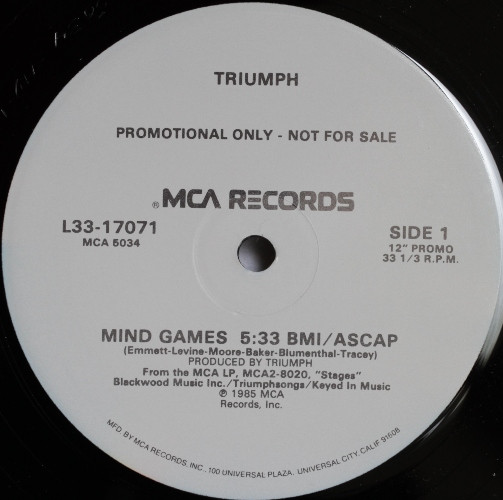 TRIUMPH
PROMOTIONAL ONLY - NOT FOR SALE
® MCA RECORDS
L33-17071
MCA 5034
SIDE 1
12" PROMO
33 1/3 R.P.M.
MIND GAMES 5:33 BMI/ASCAP
(Emmett-Levine-Moore-Baker-Blumenthal-Tracey)
PRODUCED BY TRIUMPH
From the MCA LP, MCA2-8020, "Stages"
Blackwood Music Inc./Triumphsongs/Keyed In Music
℗ 1985 MCA
Records, Inc.
MFD. BY MCA RECORDS, INC., 100 UNIVERSAL PLAZA, UNIVERSAL CITY, CALIF. 91608